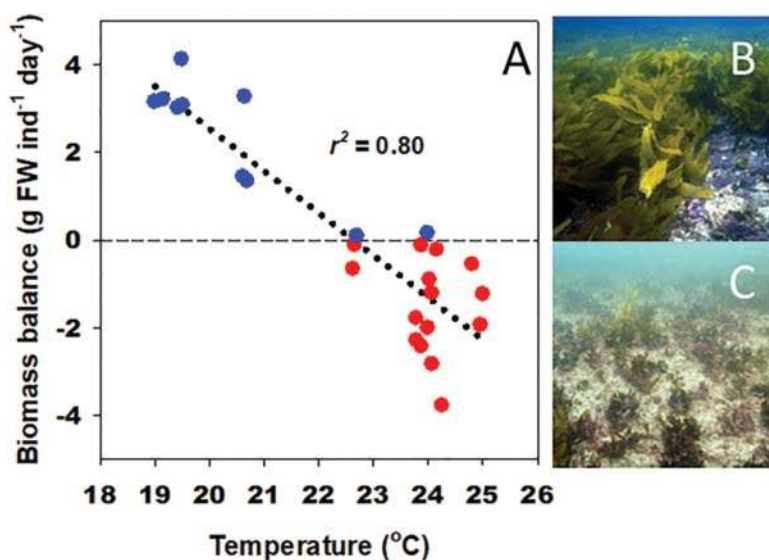 A
B
C
r² = 0.80
Biomass balance (g FW ind⁻¹ day⁻¹)
4
2
0
-2
-4
18 19 20 21 22 23 24 25 26
Temperature (°C)